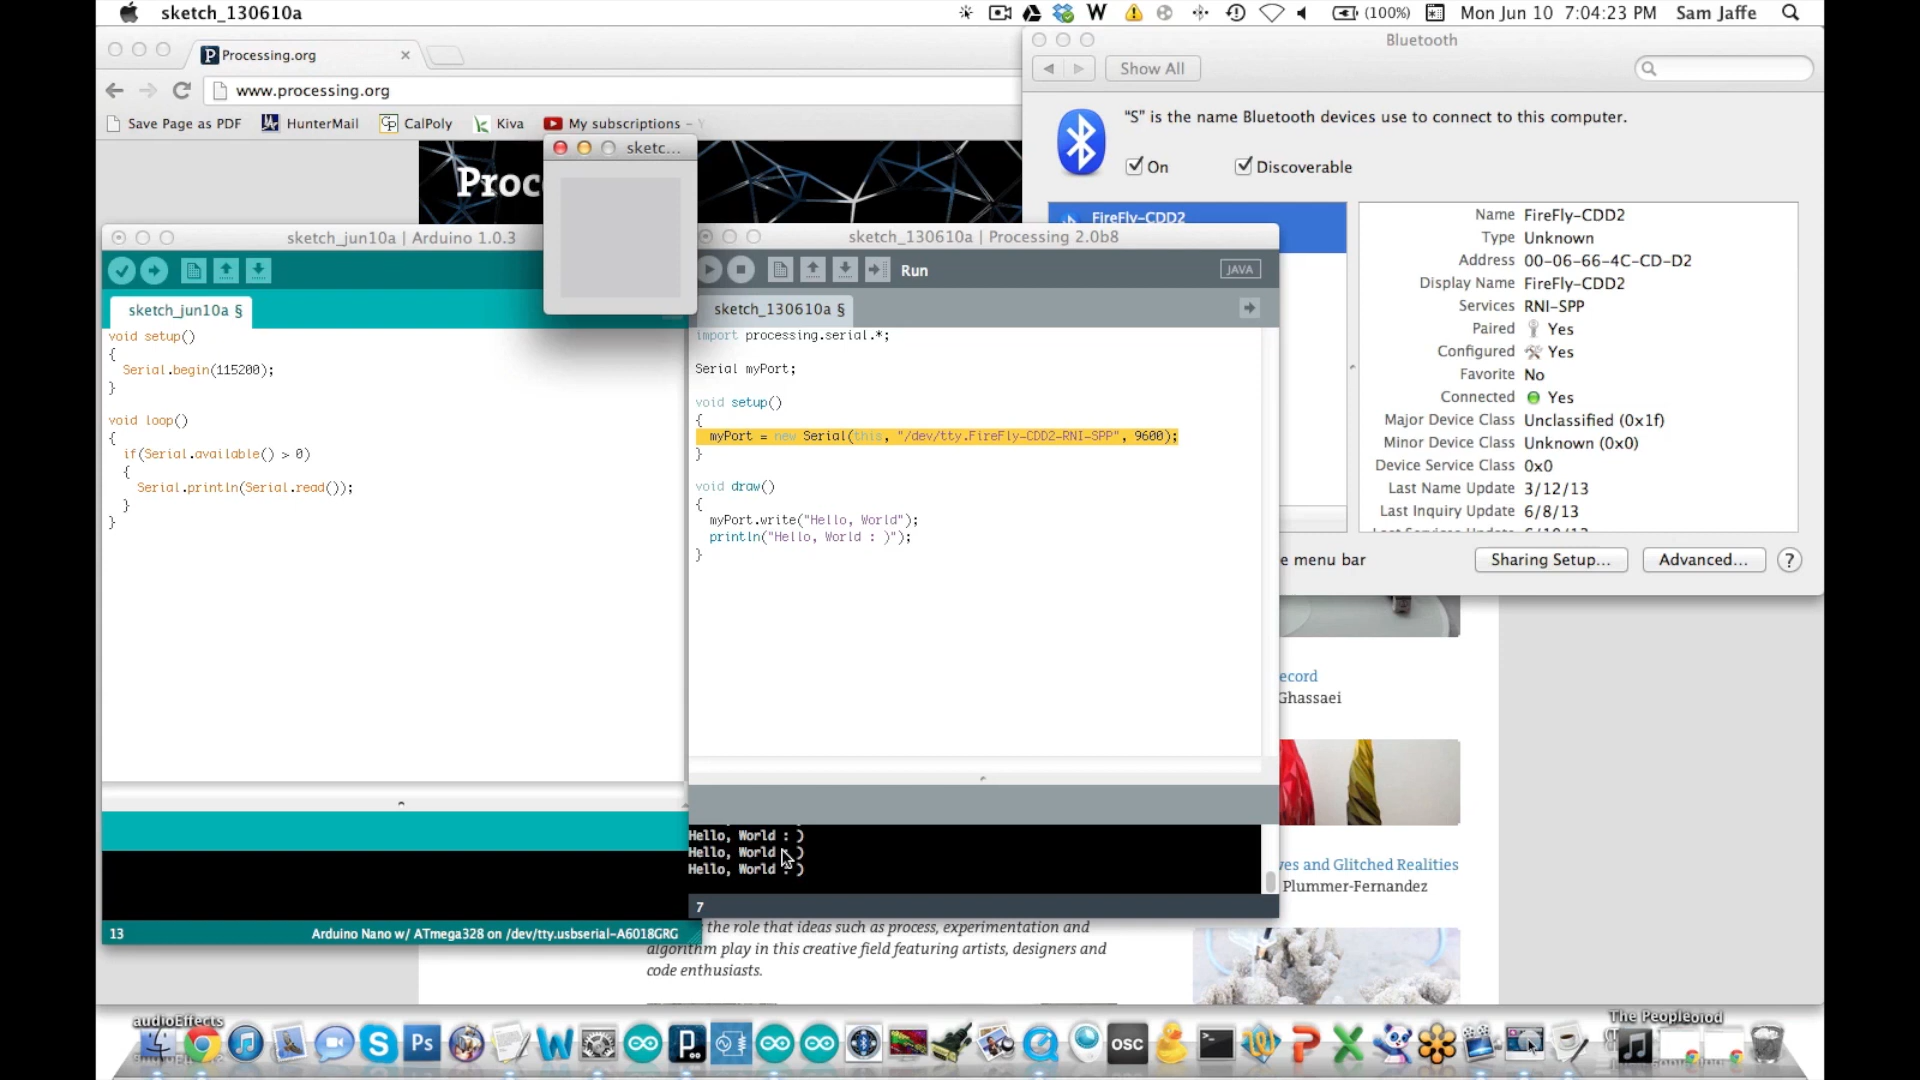 sketch_130610a
W
(100%)
Mon Jun 10 7:04:23 PM
Sam Jaffe
Processing.org
www.processing.org
Save Page as PDF
HunterMail
CalPoly
Kiva
My subscriptions -
Proc
sketc...
Bluetooth
Show All
"S" is the name Bluetooth devices use to connect to this computer.
On
Discoverable
FireFly-CDD2
Name FireFly-CDD2
Type Unknown
Address 00-06-66-4C-CD-D2
Display Name FireFly-CDD2
Services RNI-SPP
Paired Yes
Configured Yes
Favorite No
Connected Yes
Major Device Class Unclassified (0x1f)
Minor Device Class Unknown (0x0)
Device Service Class 0x0
Last Name Update 3/12/13
Last Inquiry Update 6/8/13
e menu bar
Sharing Setup...
Advanced...
?
sketch_jun10a | Arduino 1.0.3
sketch_jun10a §
void setup()
{
Serial.begin(115200);
}
void loop()
{
if(Serial.available() > 0)
{
Serial.println(Serial.read());
}
}
13
Arduino Nano w/ ATmega328 on /dev/tty.usbserial-A6018GRG
sketch_130610a | Processing 2.0b8
Run
JAVA
sketch_130610a §
import processing.serial.*;
Serial myPort;
void setup()
{
myPort = new Serial(this, "/dev/tty.FireFly-CDD2-RNI-SPP", 9600);
}
void draw()
{
myPort.write("Hello, World");
println("Hello, World : )");
}
Hello, World : )
Hello, World : )
Hello, World : )
7
ecord
Ghassaei
ves and Glitched Realities
Plummer-Fernandez
the role that ideas such as process, experimentation and
algorithm play in this creative field featuring artists, designers and
code enthusiasts.
audioEffects
Ps
OSC